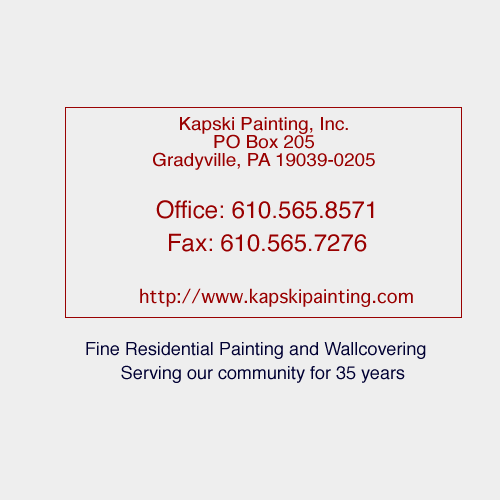 Kapski Painting, Inc.
PO Box 205
Gradyville, PA 19039-0205
Office: 610.565.8571
Fax: 610.565.7276
http://www.kapskipainting.com
Fine Residential Painting and Wallcovering
Serving our community for 35 years